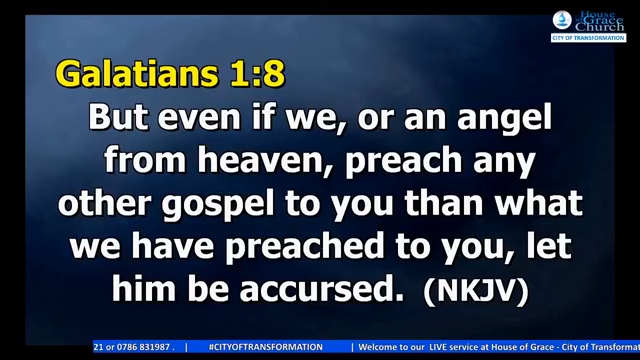 House
of Grace
Church
CITY OF TRANSFORMATION
Galatians 1:8
But even if we, or an angel
from heaven, preach any
other gospel to you than what
we have preached to you, let
him be accursed. (NKJV)
21 or 0786 831987 . | #CITYOFTRANSFORMATION | Welcome to our LIVE service at House of Grace - City of Transforma